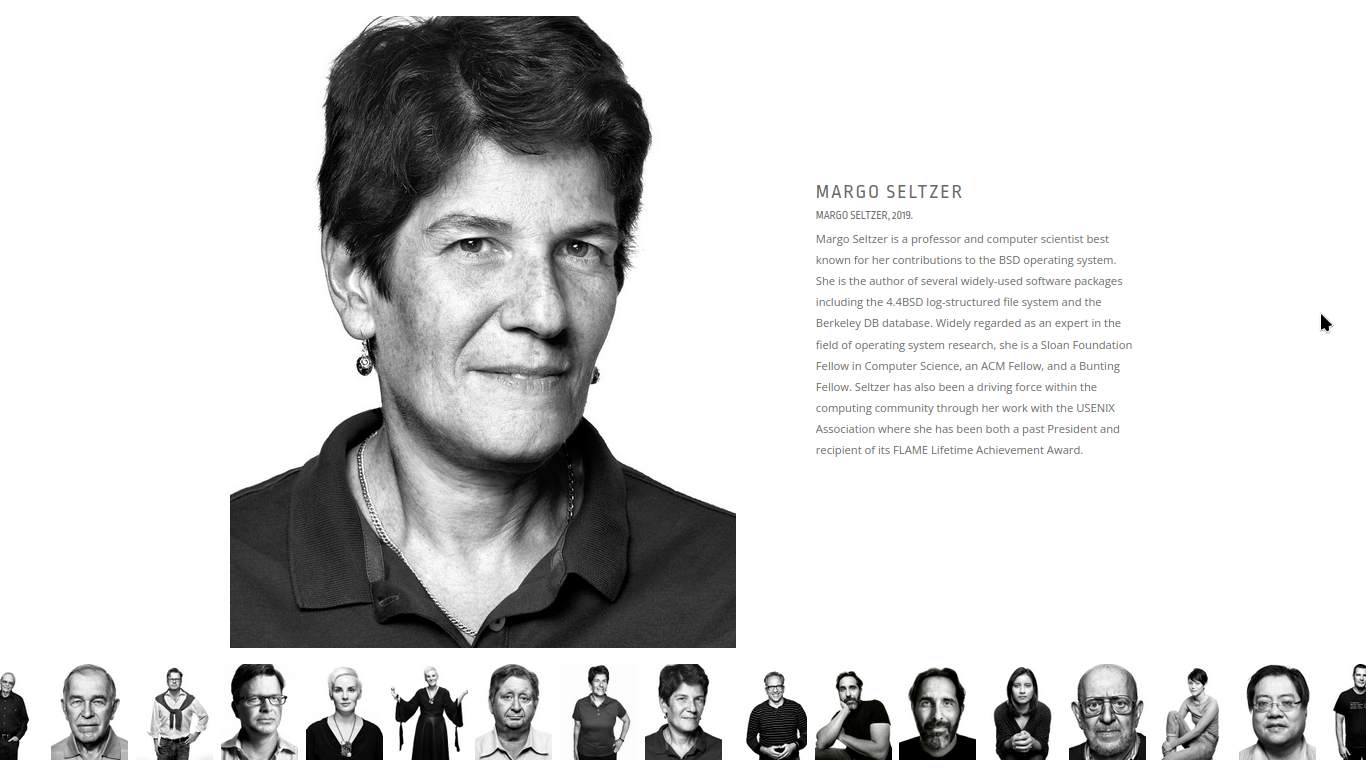 MARGO SELTZER
MARGO SELTZER, 2019.
Margo Seltzer is a professor and computer scientist best
known for her contributions to the BSD operating system.
She is the author of several widely-used software packages
including the 4.4BSD log-structured file system and the
Berkeley DB database. Widely regarded as an expert in the
field of operating system research, she is a Sloan Foundation
Fellow in Computer Science, an ACM Fellow, and a Bunting
Fellow. Seltzer has also been a driving force within the
computing community through her work with the USENIX
Association where she has been both a past President and
recipient of its FLAME Lifetime Achievement Award.